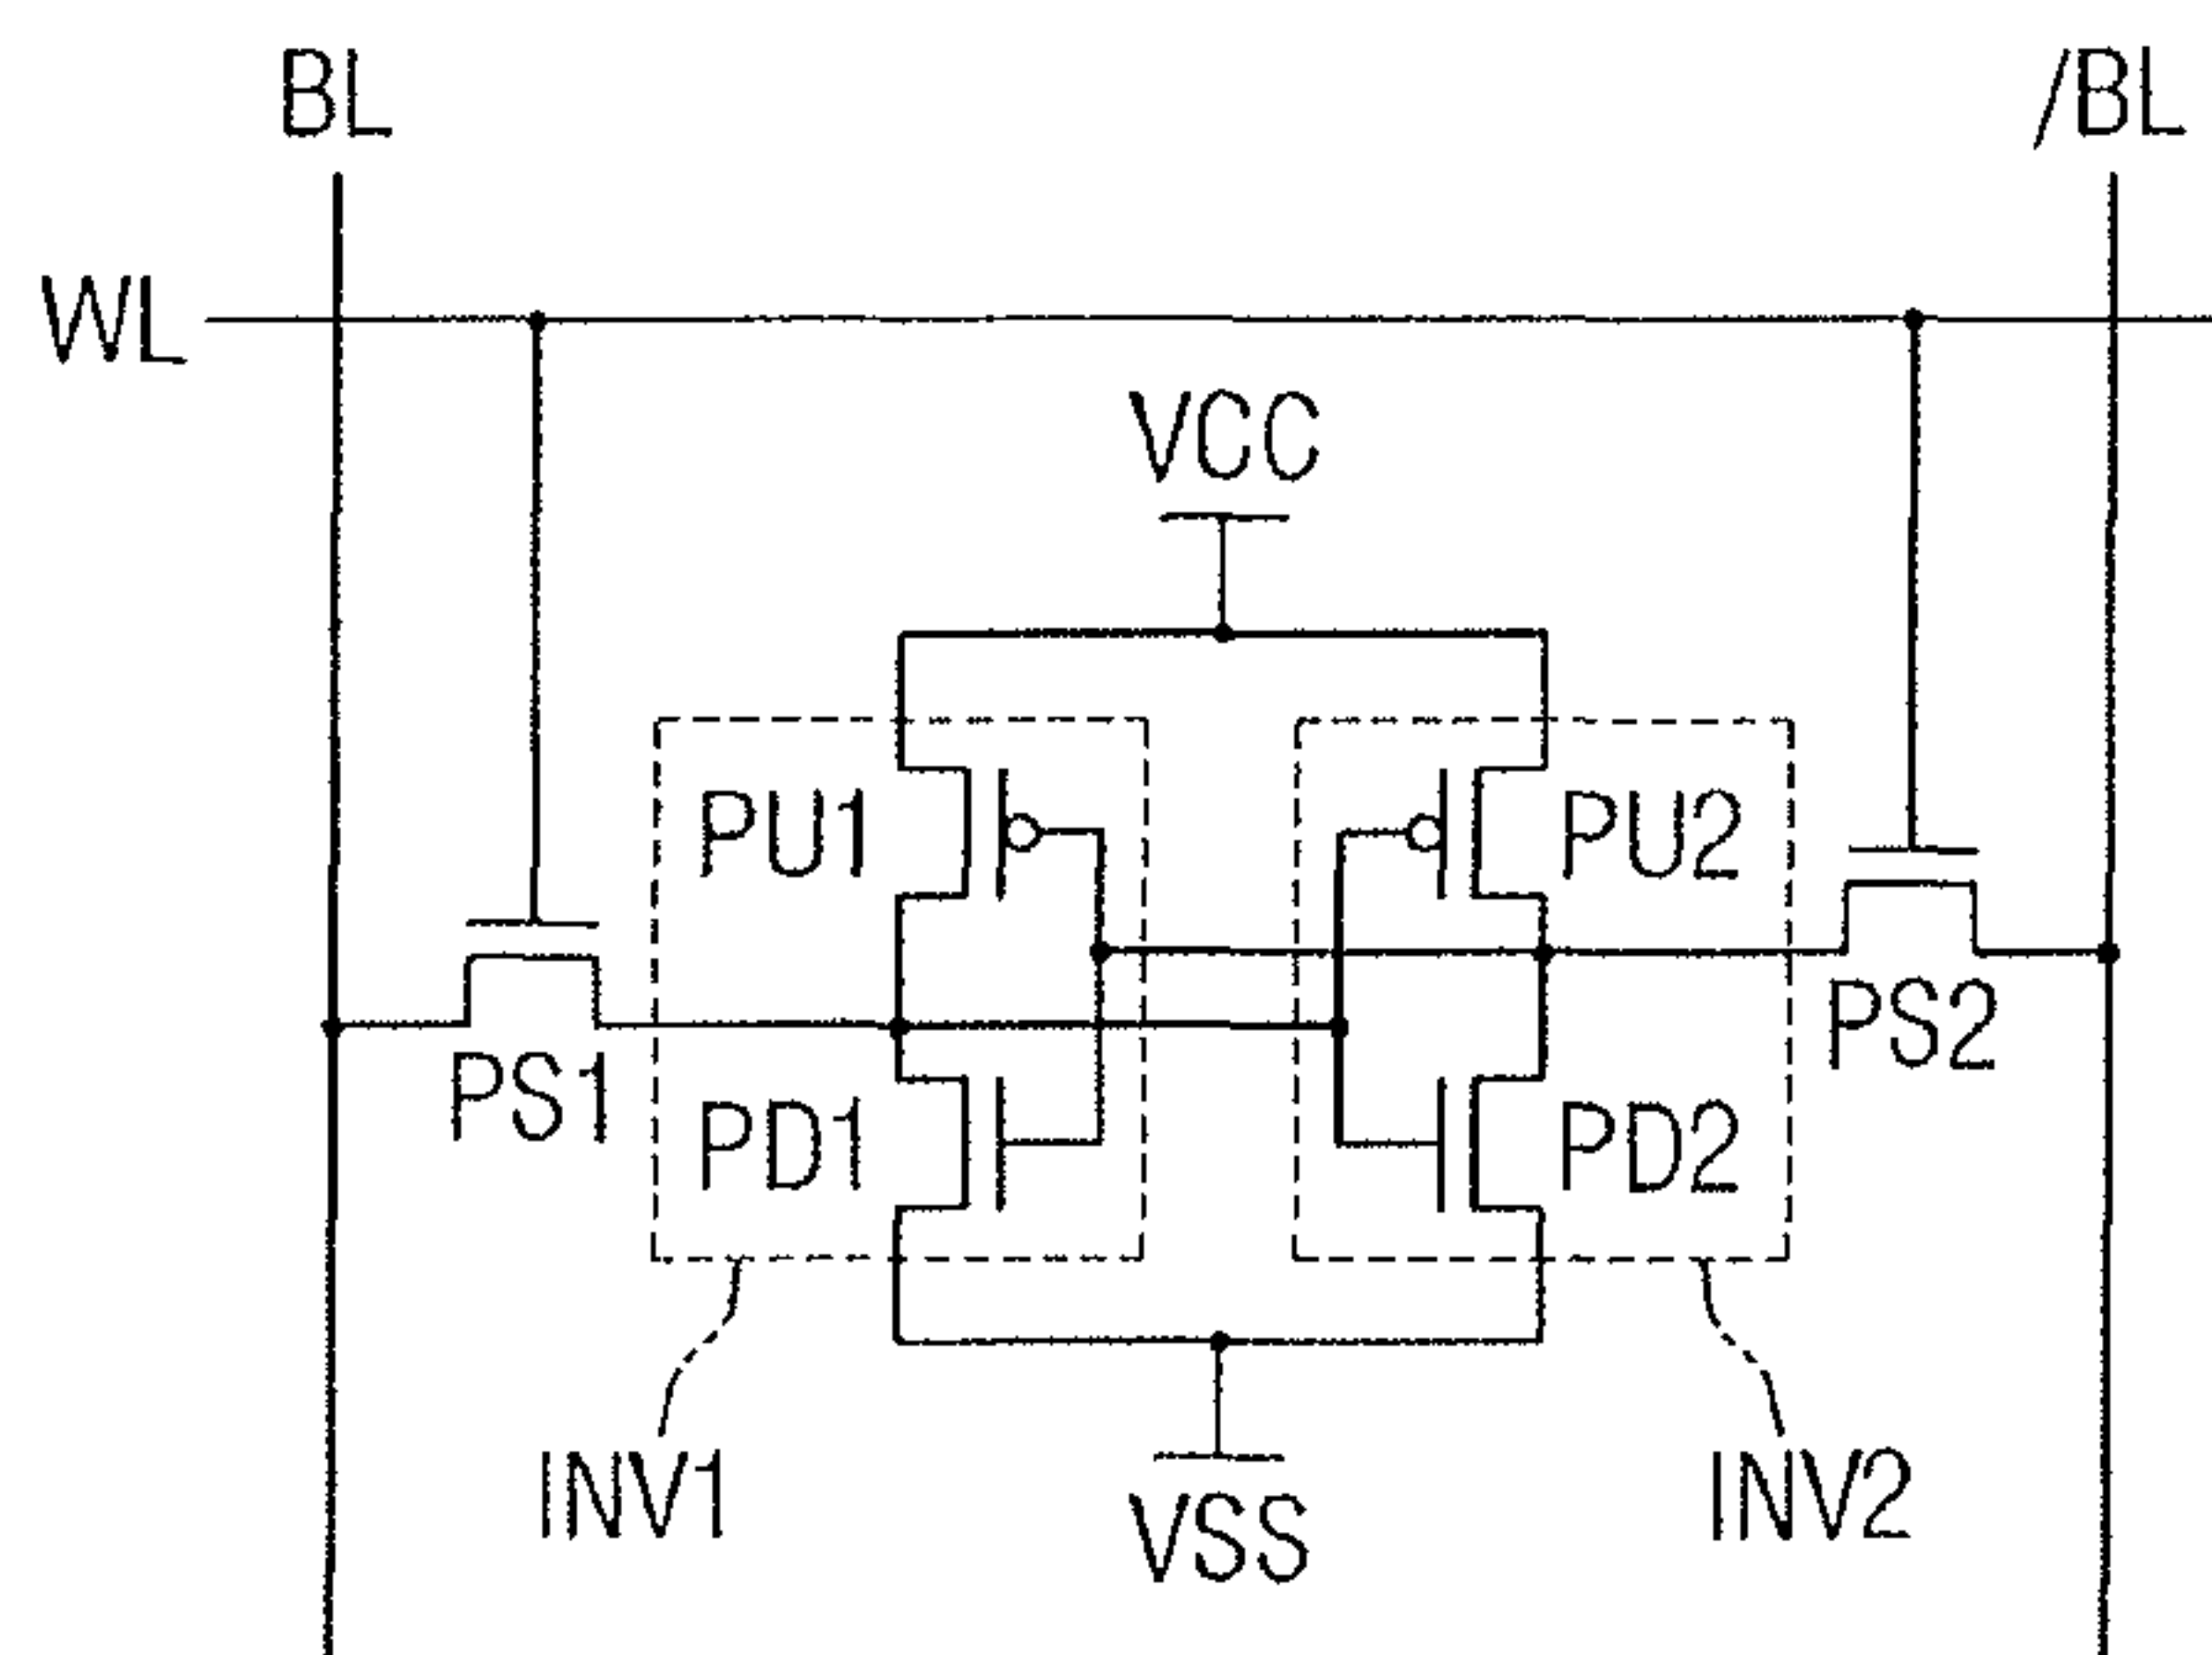 BL
/BL
WL
VCC
PU1
PU2
PS1
PS2
PD1
PD2
INV1
VSS
INV2